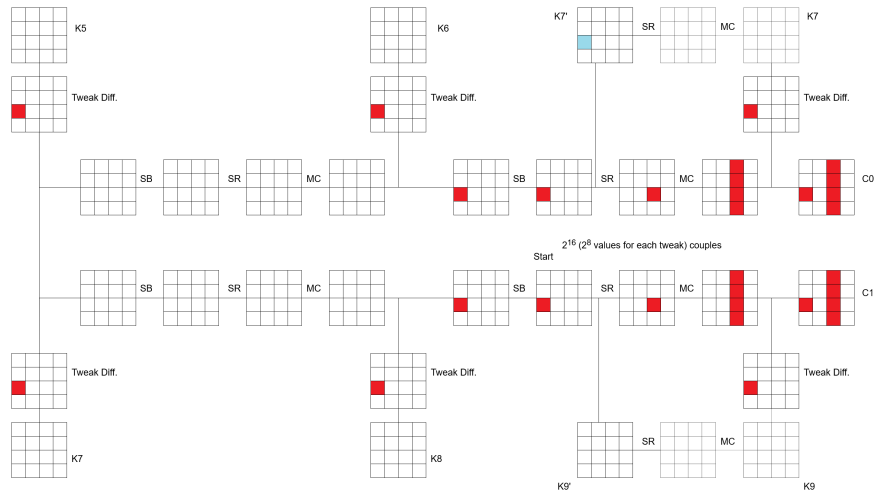 K5
K6
K7'
SR
MC
K7
Tweak Diff.
Tweak Diff.
Tweak Diff.
SB
SR
MC
SB
SR
MC
C0
2^16 (2^8 values for each tweak) couples
Start
SB
SR
MC
SB
SR
MC
C1
Tweak Diff.
Tweak Diff.
Tweak Diff.
K7
K8
SR
MC
K9'
K9